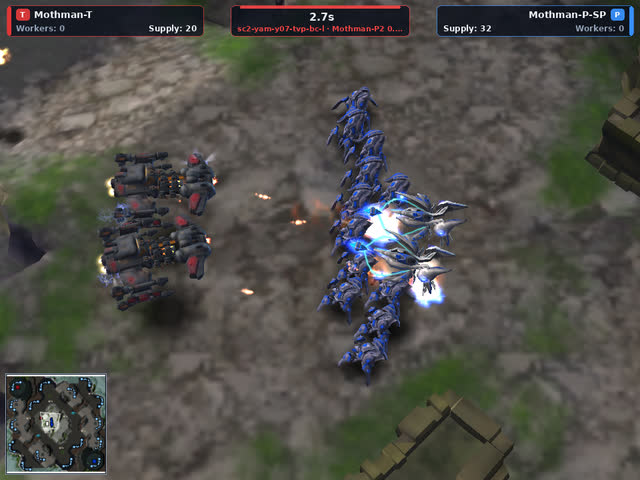 T Mothman-T
Workers: 0 Supply: 20
2.7s
sc2-yam-y07-tvp-bc-l · Mothman-P2 0....
Mothman-P-SP P
Supply: 32 Workers: 0